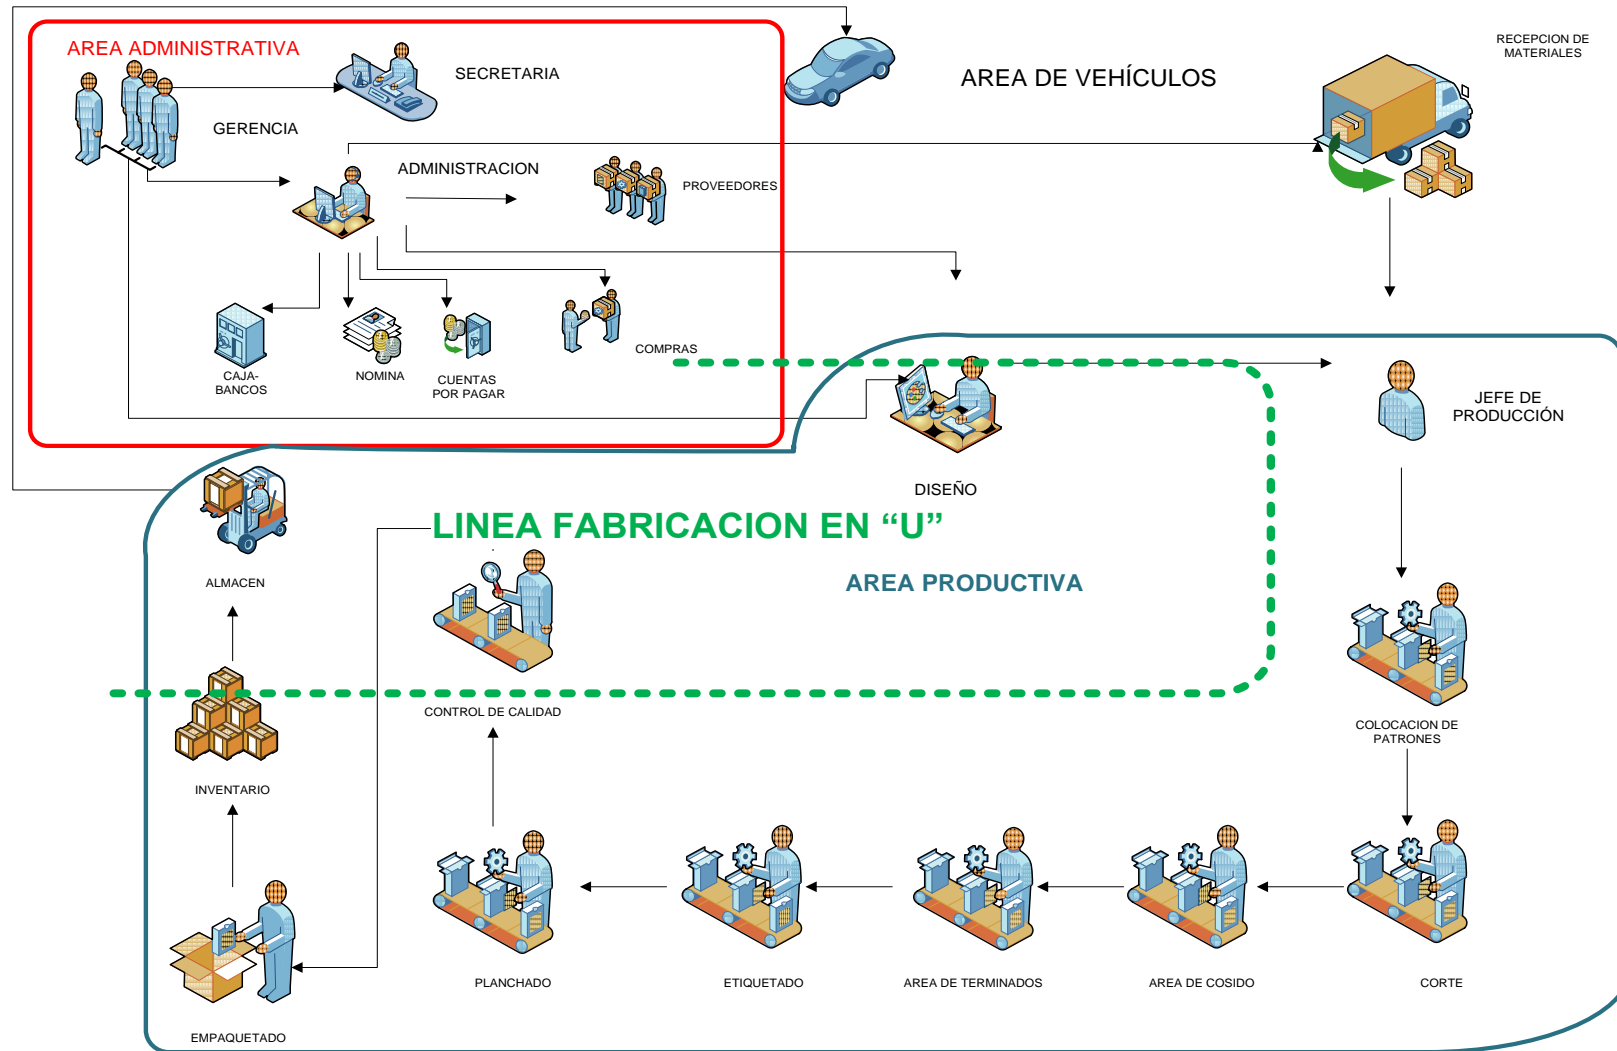 AREA ADMINISTRATIVA
SECRETARIA
GERENCIA
ADMINISTRACION
PROVEEDORES
AREA DE VEHÍCULOS
RECEPCION DE
MATERIALES
CAJA-
BANCOS
NOMINA
CUENTAS
POR PAGAR
COMPRAS
JEFE DE
PRODUCCIÓN
DISEÑO
LINEA FABRICACION EN “U”
AREA PRODUCTIVA
ALMACEN
CONTROL DE CALIDAD
COLOCACION DE
PATRONES
INVENTARIO
PLANCHADO
ETIQUETADO
AREA DE TERMINADOS
AREA DE COSIDO
CORTE
EMPAQUETADO